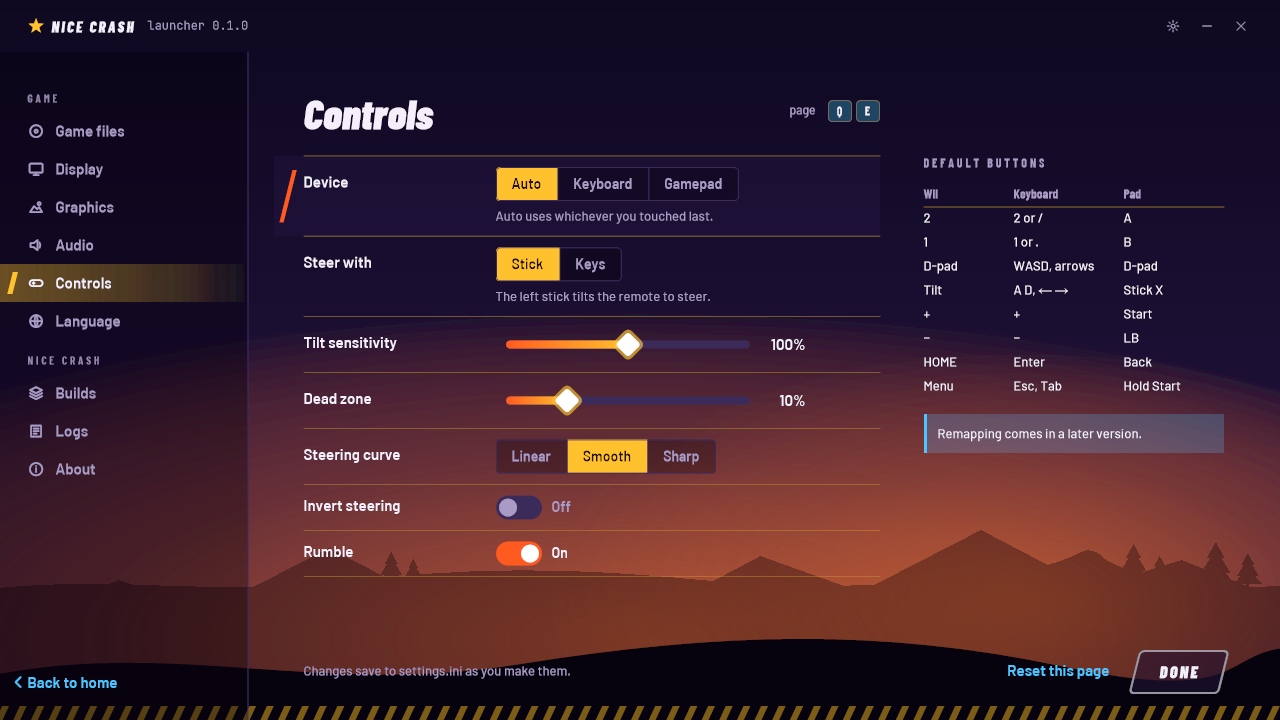 NICE CRASH launcher 0.1.0
GAME
Game files
Display
Graphics
Audio
Controls
Language
NICE CRASH
Builds
Logs
About
Back to home
Controls
page Q E
Device
Auto Keyboard Gamepad
Auto uses whichever you touched last.
Steer with
Stick Keys
The left stick tilts the remote to steer.
Tilt sensitivity 100%
Dead zone 10%
Steering curve
Linear Smooth Sharp
Invert steering Off
Rumble On
Changes save to settings.ini as you make them.
DEFAULT BUTTONS
Wii Keyboard Pad
2 2 or / A
1 1 or . B
D-pad WASD, arrows D-pad
Tilt A D, ← → Stick X
+ + Start
− − LB
HOME Enter Back
Menu Esc, Tab Hold Start
Remapping comes in a later version.
Reset this page
DONE